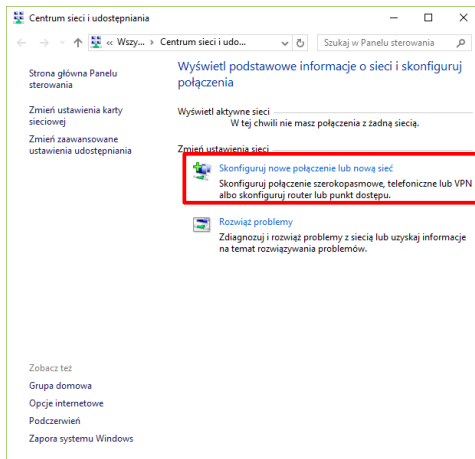 Centrum sieci i udostępniania
« Wszy... › Centrum sieci i udo...
Szukaj w Panelu sterowania
Strona główna Panelu
sterowania
Zmień ustawienia karty
sieciowej
Zmień zaawansowane
ustawienia udostępniania
Wyświetl podstawowe informacje o sieci i skonfiguruj
połączenia
Wyświetl aktywne sieci
W tej chwili nie masz połączenia z żadną siecią.
Zmień ustawienia sieci
Skonfiguruj nowe połączenie lub nową sieć
Skonfiguruj połączenie szerokopasmowe, telefoniczne lub VPN
albo skonfiguruj router lub punkt dostępu.
Rozwiąż problemy
Zdiagnozuj i rozwiąż problemy z siecią lub uzyskaj informacje
na temat rozwiązywania problemów.
Zobacz też
Grupa domowa
Opcje internetowe
Podczerwień
Zapora systemu Windows